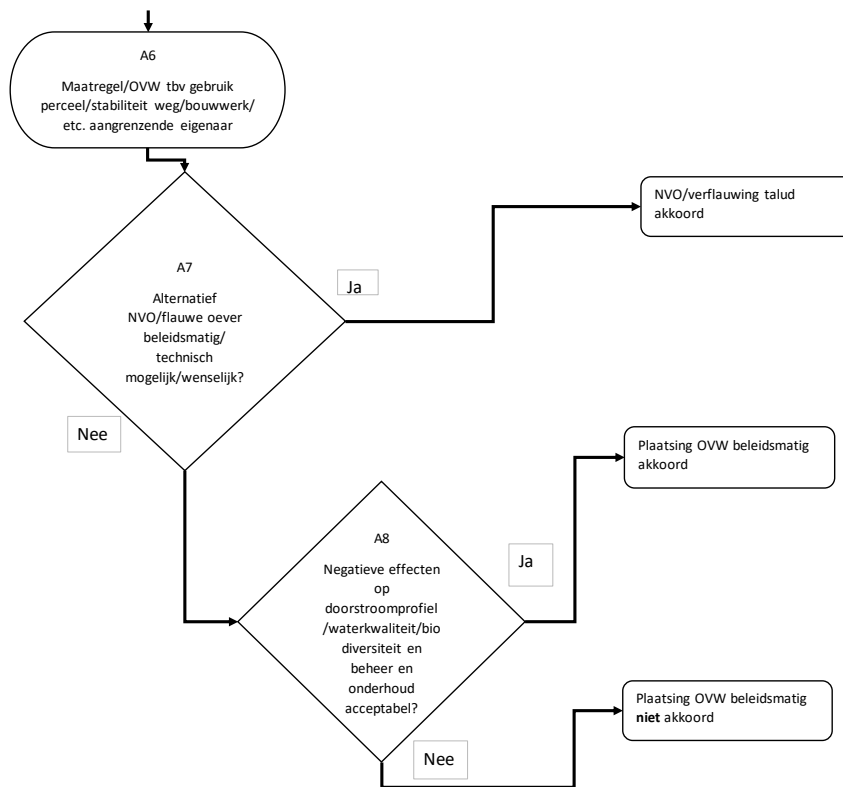 A6
Maatregel/OVW tbv gebruik
perceel/stabiliteit weg/bouwwerk/
etc. aangrenzende eigenaar
NVO/verflauwing talud
akkoord
A7
Alternatief
NVO/flauwe oever
beleidsmatig/
technisch
mogelijk/wenselijk?
Ja
Nee
Plaatsing OVW beleidsmatig
akkoord
A8
Negatieve effecten
op
doorstroomprofiel
/waterkwaliteit/bio
diversiteit en
beheer en
onderhoud
acceptabel?
Ja
Plaatsing OVW beleidsmatig
niet akkoord
Nee